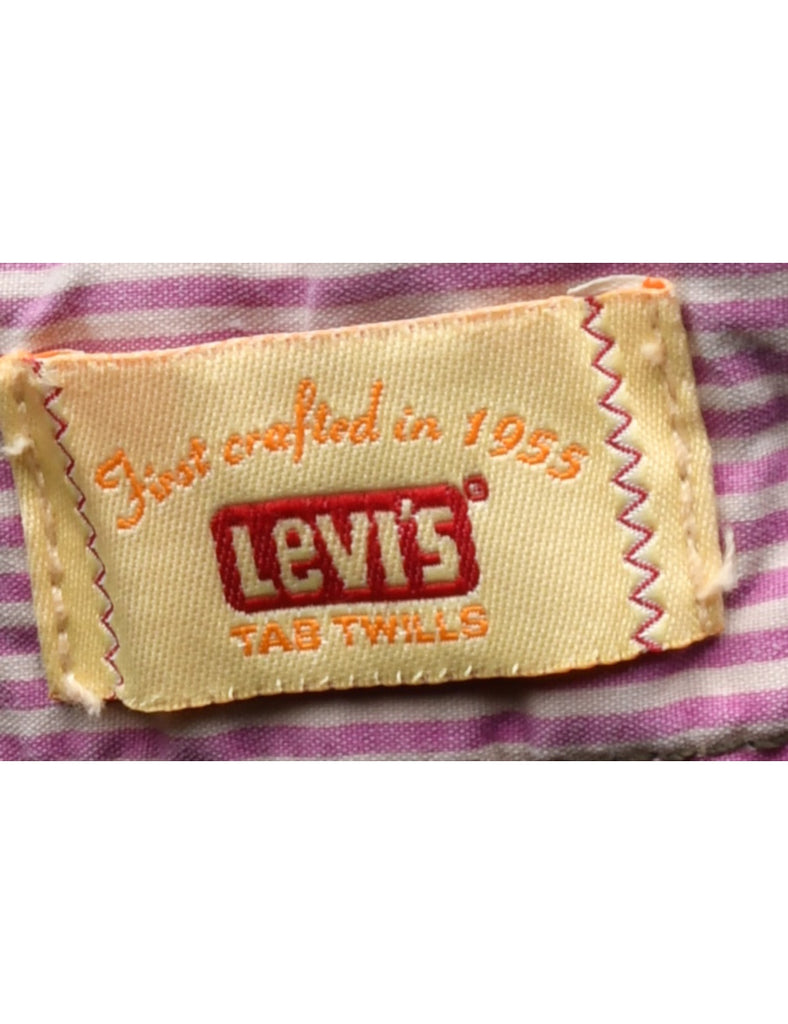 First crafted in 1955
Levi's®
TAB TWILLS